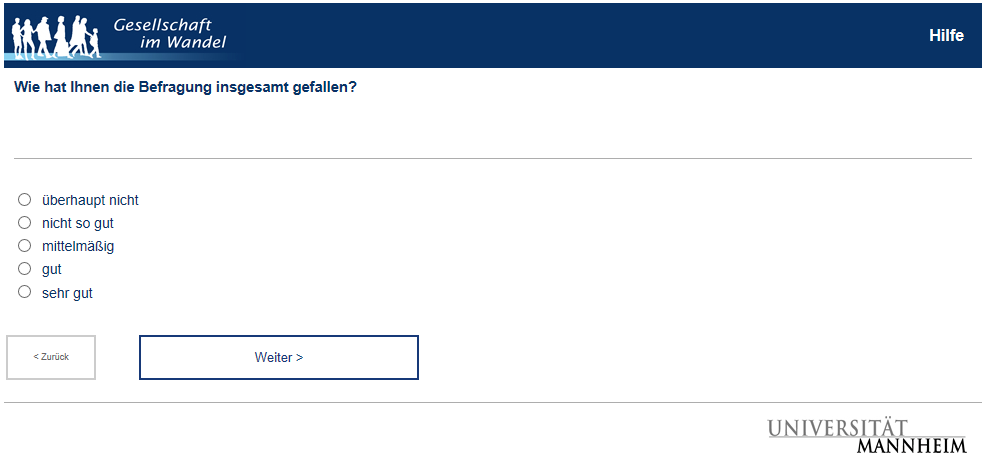 Gesellschaft
im Wandel
Hilfe
Wie hat Ihnen die Befragung insgesamt gefallen?
überhaupt nicht
nicht so gut
mittelmäßig
gut
sehr gut
< Zurück
Weiter >
UNIVERSITÄT
MANNHEIM